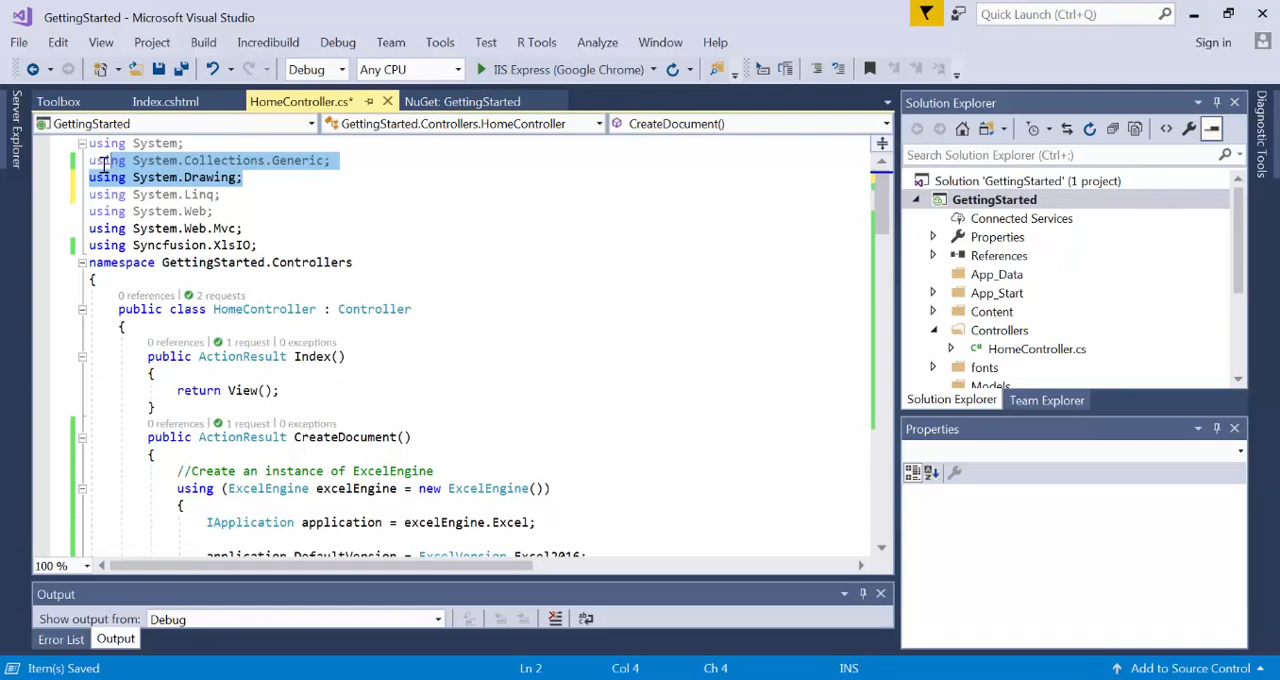 GettingStarted - Microsoft Visual Studio
Quick Launch (Ctrl+Q)
File Edit View Project Build Incredibuild Debug Team Tools Test R Tools Analyze Window Help
Sign in
Debug Any CPU IIS Express (Google Chrome)
Server Explorer
Toolbox Index.cshtml HomeController.cs* NuGet: GettingStarted
GettingStarted GettingStarted.Controllers.HomeController CreateDocument()
using System;
using System.Collections.Generic;
using System.Drawing;
using System.Linq;
using System.Web;
using System.Web.Mvc;
using Syncfusion.XlsIO;
namespace GettingStarted.Controllers
{
0 references | 2 requests
public class HomeController : Controller
{
0 references | 1 request | 0 exceptions
public ActionResult Index()
{
return View();
}
0 references | 1 request | 0 exceptions
public ActionResult CreateDocument()
{
//Create an instance of ExcelEngine
using (ExcelEngine excelEngine = new ExcelEngine())
{
IApplication application = excelEngine.Excel;
application.DefaultVersion = ExcelVersion.Excel2016;
100 %
Output
Show output from: Debug
Error List Output
Solution Explorer
Search Solution Explorer (Ctrl+;)
Solution 'GettingStarted' (1 project)
GettingStarted
Connected Services
Properties
References
App_Data
App_Start
Content
Controllers
HomeController.cs
fonts
Models
Solution Explorer Team Explorer
Properties
Diagnostic Tools
Item(s) Saved Ln 2 Col 4 Ch 4 INS Add to Source Control